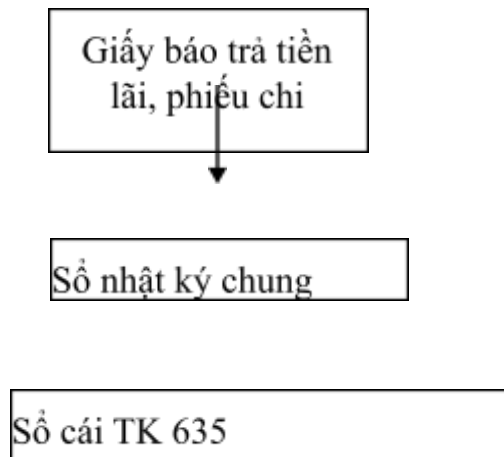 Giấy báo trả tiền
lãi, phiếu chi
Sổ nhật ký chung
Sổ cái TK 635